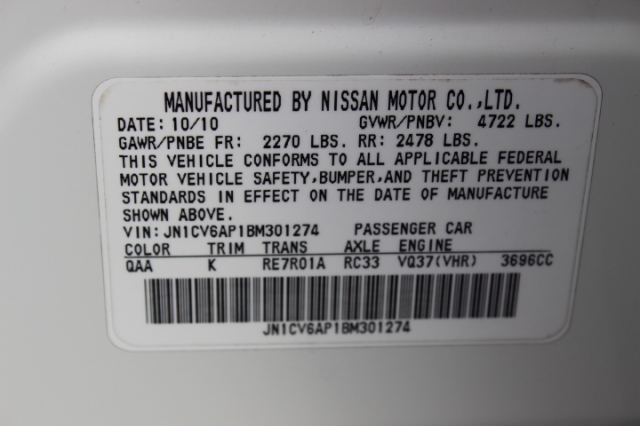 MANUFACTURED BY NISSAN MOTOR CO.,LTD.
DATE: 10/10 GVWR/PNBV: 4722 LBS.
GAWR/PNBE FR: 2270 LBS. RR: 2478 LBS.
THIS VEHICLE CONFORMS TO ALL APPLICABLE FEDERAL
MOTOR VEHICLE SAFETY,BUMPER,AND THEFT PREVENTION
STANDARDS IN EFFECT ON THE DATE OF MANUFACTURE
SHOWN ABOVE.
VIN: JN1CV6AP1BM301274 PASSENGER CAR
COLOR TRIM TRANS AXLE ENGINE
QAA K RE7R01A RC33 VQ37(VHR) 3696CC
JN1CV6AP1BM301274